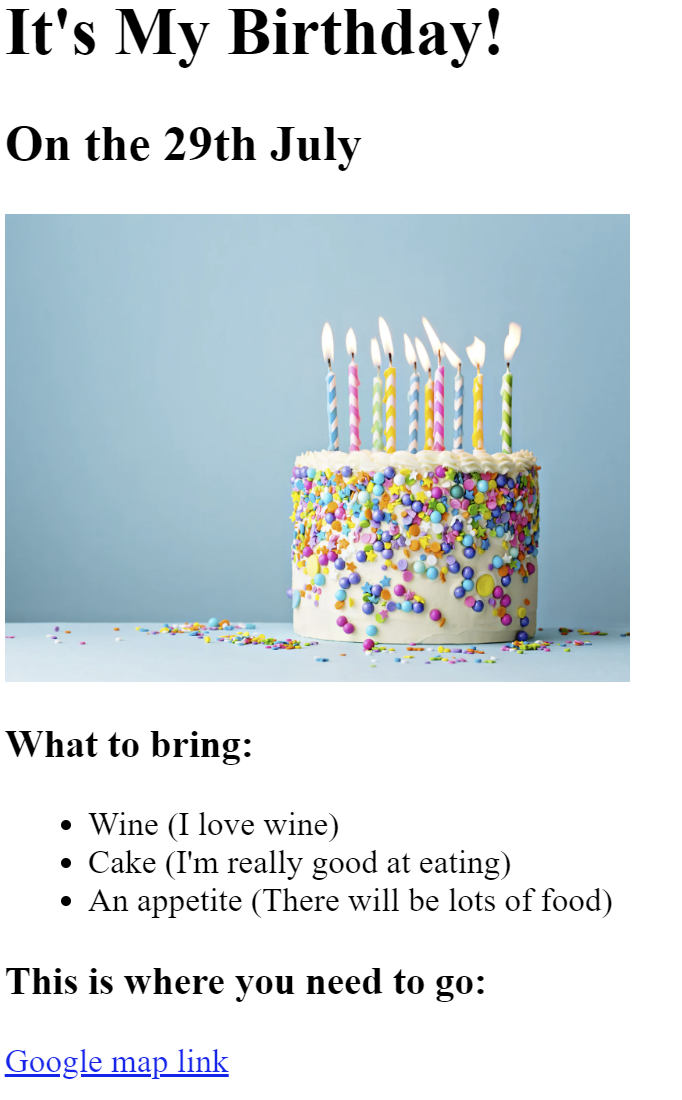 It's My Birthday!
On the 29th July
What to bring:
Wine (I love wine)
Cake (I'm really good at eating)
An appetite (There will be lots of food)
This is where you need to go:
Google map link